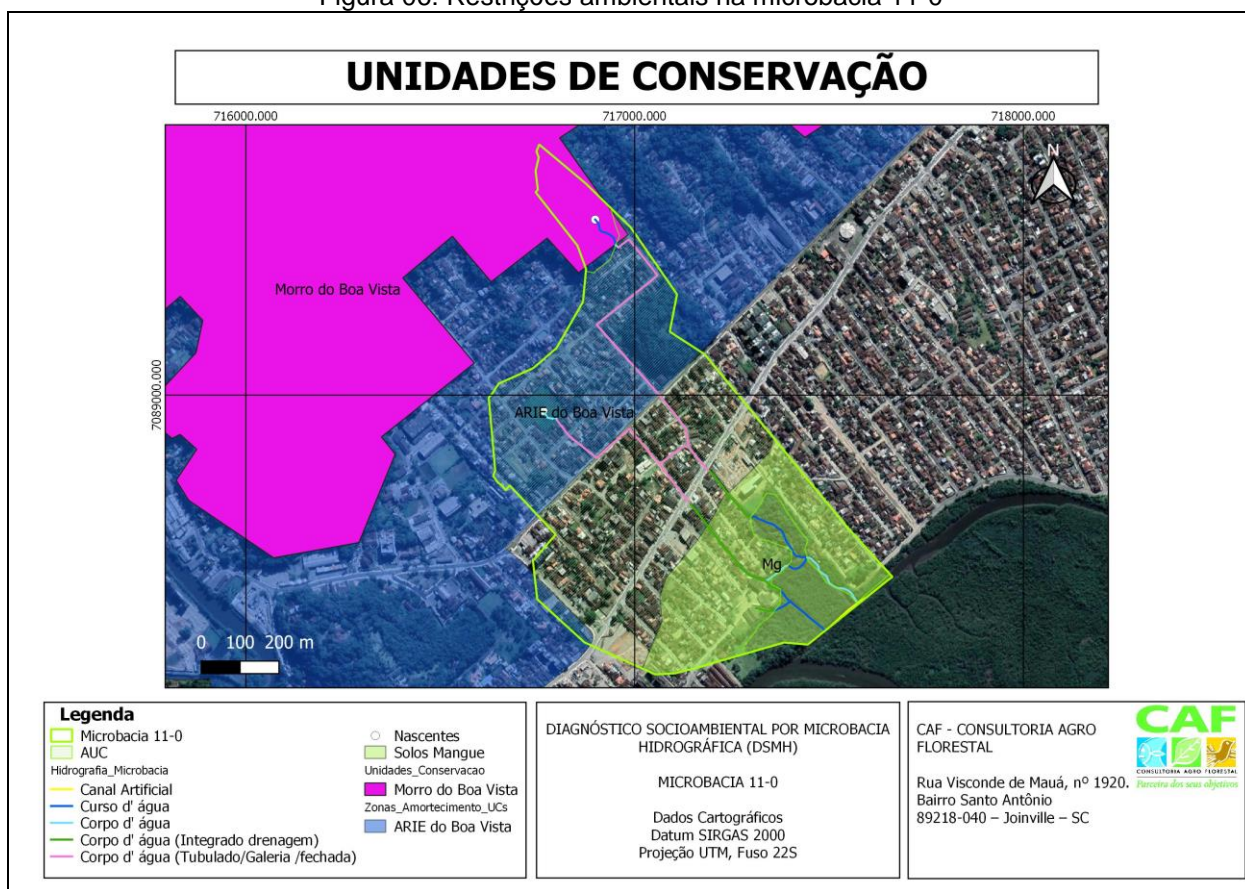 Figura 06: Restrições ambientais na microbacia 11-0
UNIDADES DE CONSERVAÇÃO
716000.000
717000.000
718000.000
N
Morro do Boa Vista
7089000.000
ARIE do Boa Vista
Mg
0 100 200 m
Legenda
Microbacia 11-0
AUC
Hidrografia_Microbacia
Canal Artificial
Curso d' água
Corpo d' água
Corpo d' água (Integrado drenagem)
Corpo d' água (Tubulado/Galeria /fechada)
Nascentes
Solos Mangue
Unidades_Conservacao
Morro do Boa Vista
Zonas_Amortecimento_UCs
ARIE do Boa Vista
DIAGNÓSTICO SOCIOAMBIENTAL POR MICROBACIA
HIDROGRÁFICA (DSMH)
MICROBACIA 11-0
Dados Cartográficos
Datum SIRGAS 2000
Projeção UTM, Fuso 22S
CAF - CONSULTORIA AGRO
FLORESTAL
Rua Visconde de Mauá, nº 1920.
Bairro Santo Antônio
89218-040 – Joinville – SC
CAF
CONSULTORIA AGRO FLORESTAL
Parceira dos seus objetivos